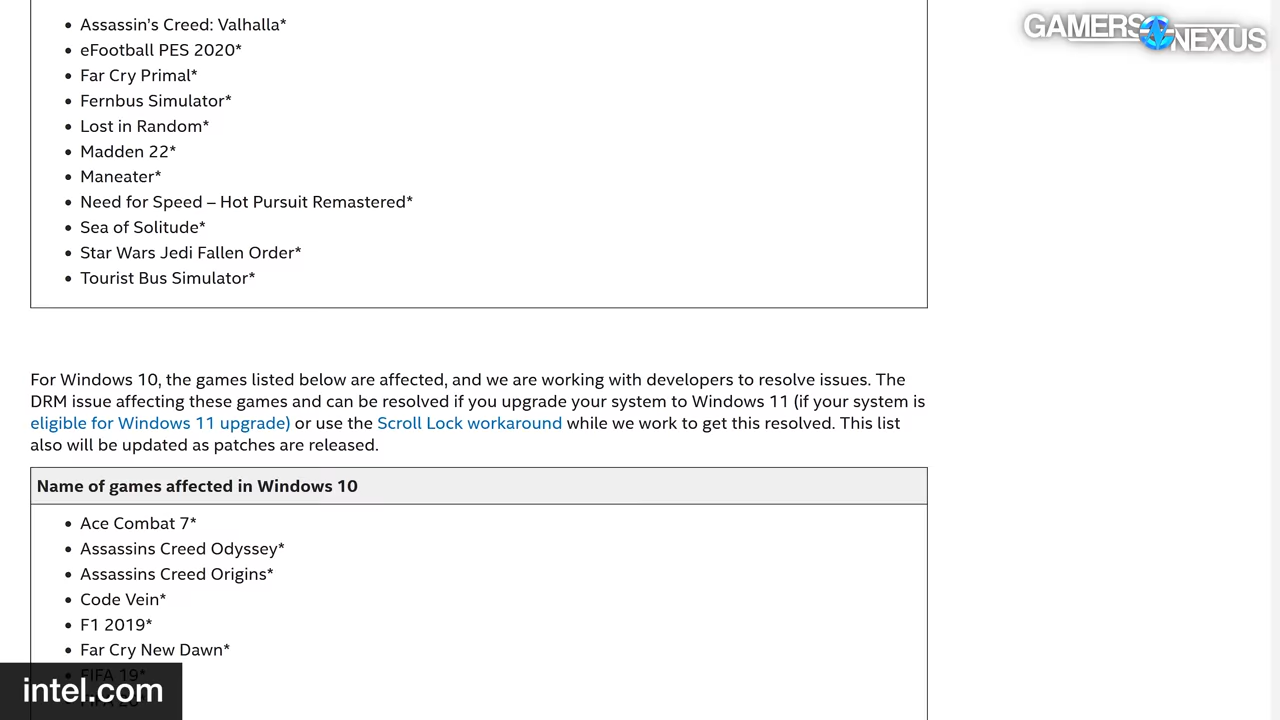 Assassin's Creed: Valhalla*
GAMERS NEXUS
eFootball PES 2020*
Far Cry Primal*
Fernbus Simulator*
Lost in Random*
Madden 22*
Maneater*
Need for Speed – Hot Pursuit Remastered*
Sea of Solitude*
Star Wars Jedi Fallen Order*
Tourist Bus Simulator*
For Windows 10, the games listed below are affected, and we are working with developers to resolve issues. The
DRM issue affecting these games and can be resolved if you upgrade your system to Windows 11 (if your system is
eligible for Windows 11 upgrade) or use the Scroll Lock workaround while we work to get this resolved. This list
also will be updated as patches are released.
Name of games affected in Windows 10
Ace Combat 7*
Assassins Creed Odyssey*
Assassins Creed Origins*
Code Vein*
F1 2019*
Far Cry New Dawn*
FIFA 19*
intel.com